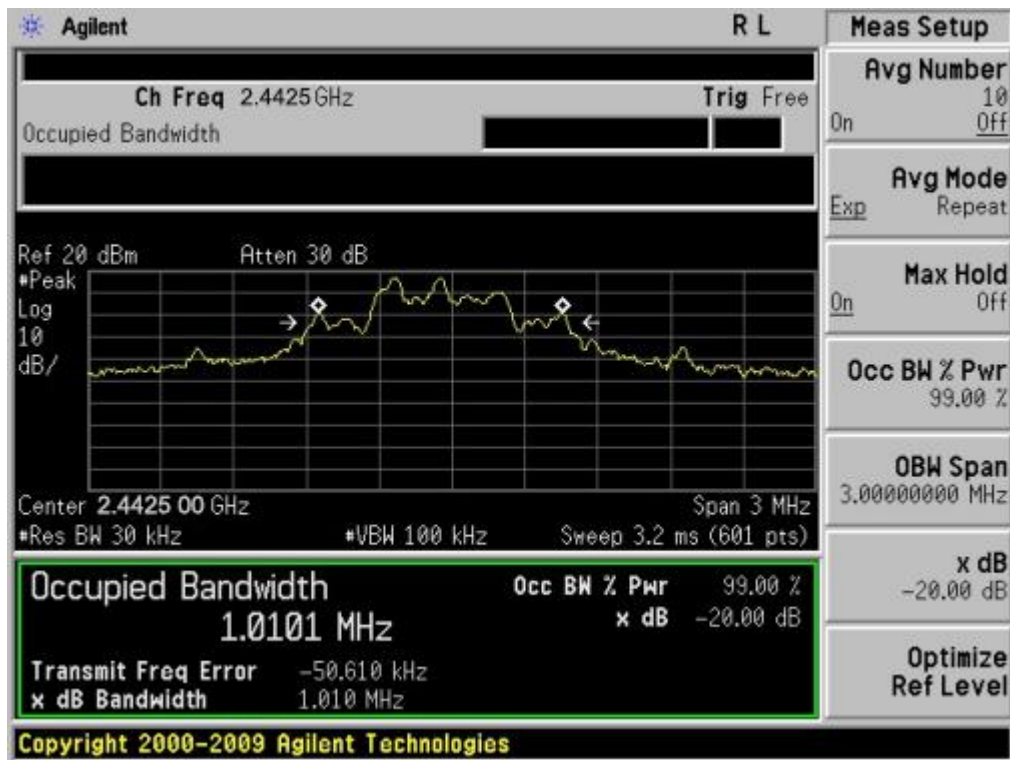 Agilent R L
Ch Freq 2.4425 GHz Trig Free
Occupied Bandwidth
Ref 20 dBm Atten 30 dB
#Peak
Log
10
dB/
Center 2.4425 00 GHz Span 3 MHz
#Res BW 30 kHz #VBW 100 kHz Sweep 3.2 ms (601 pts)
Occupied Bandwidth Occ BW % Pwr 99.00 %
1.0101 MHz x dB -20.00 dB
Transmit Freq Error -50.610 kHz
x dB Bandwidth 1.010 MHz
Copyright 2000-2009 Agilent Technologies
Meas Setup
Avg Number
10
On Off
Avg Mode
Exp Repeat
Max Hold
On Off
Occ BW % Pwr
99.00 %
OBW Span
3.00000000 MHz
x dB
-20.00 dB
Optimize
Ref Level